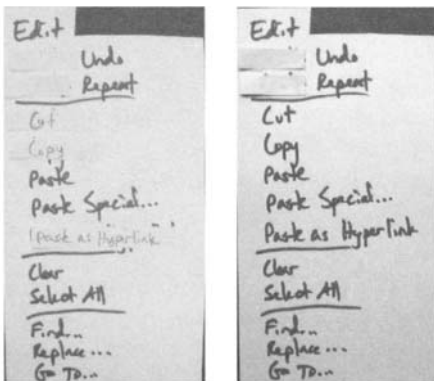 Edit
Undo
Repeat
Cut
Copy
Paste
Paste Special...
Paste as Hyperlink
Clear
Select All
Find...
Replace...
Go To...
Edit
Undo
Repeat
Cut
Copy
Paste
Paste Special...
Paste as Hyperlink
Clear
Select All
Find...
Replace...
Go To...